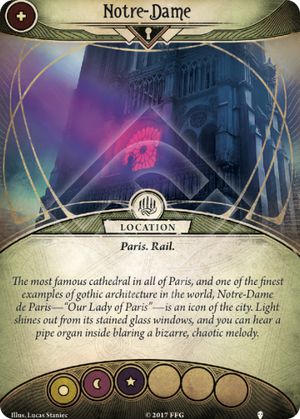 Notre-Dame
LOCATION
Paris. Rail.
The most famous cathedral in all of Paris, and one of the finest
examples of gothic architecture in the world, Notre-Dame
de Paris—“Our Lady of Paris”—is an icon of the city. Light
shines out from its stained glass windows, and you can hear a
pipe organ inside blaring a bizarre, chaotic melody.
Illus. Lucas Staniec
© 2017 FFG